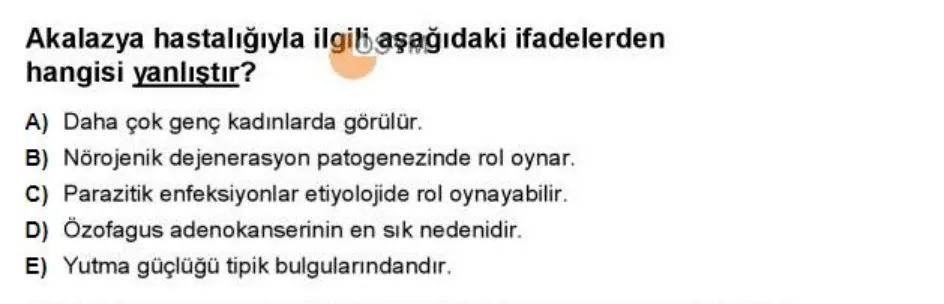 Akalazya hastalığıyla ilgili aşağıdaki ifadelerden
hangisi yanlıştır?
A) Daha çok genç kadınlarda görülür.
B) Nörojenik dejenerasyon patogenezinde rol oynar.
C) Parazitik enfeksiyonlar etiyolojide rol oynayabilir.
D) Özofagus adenokanserinin en sık nedenidir.
E) Yutma güçlüğü tipik bulgularındandır.